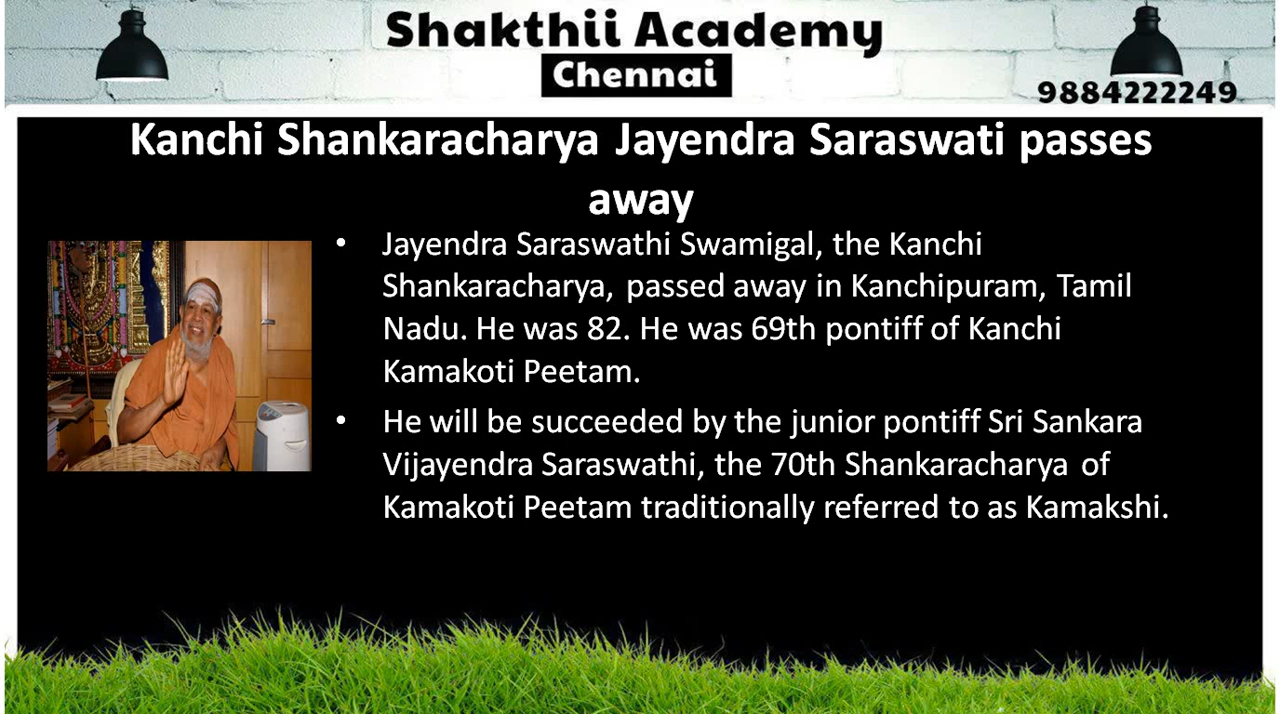 Shakthii Academy
Chennai
9884222249
Kanchi Shankaracharya Jayendra Saraswati passes
away
• Jayendra Saraswathi Swamigal, the Kanchi
Shankaracharya, passed away in Kanchipuram, Tamil
Nadu. He was 82. He was 69th pontiff of Kanchi
Kamakoti Peetam.
• He will be succeeded by the junior pontiff Sri Sankara
Vijayendra Saraswathi, the 70th Shankaracharya of
Kamakoti Peetam traditionally referred to as Kamakshi.